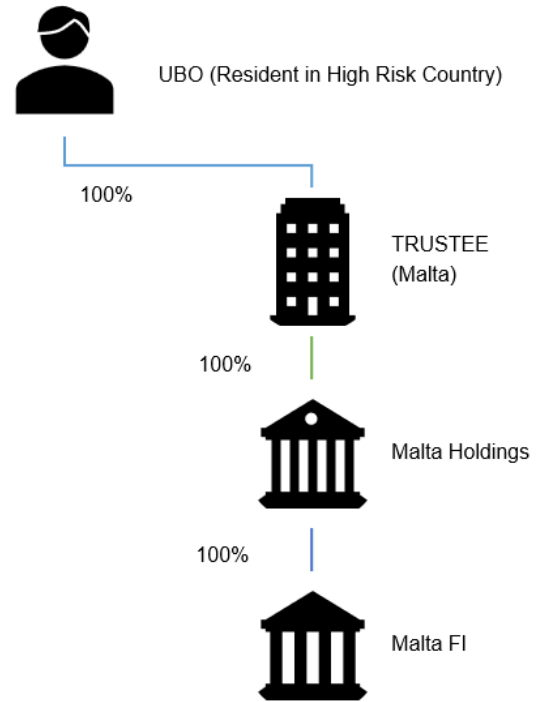 UBO (Resident in High Risk Country)
100%
TRUSTEE
(Malta)
100%
Malta Holdings
100%
Malta FI